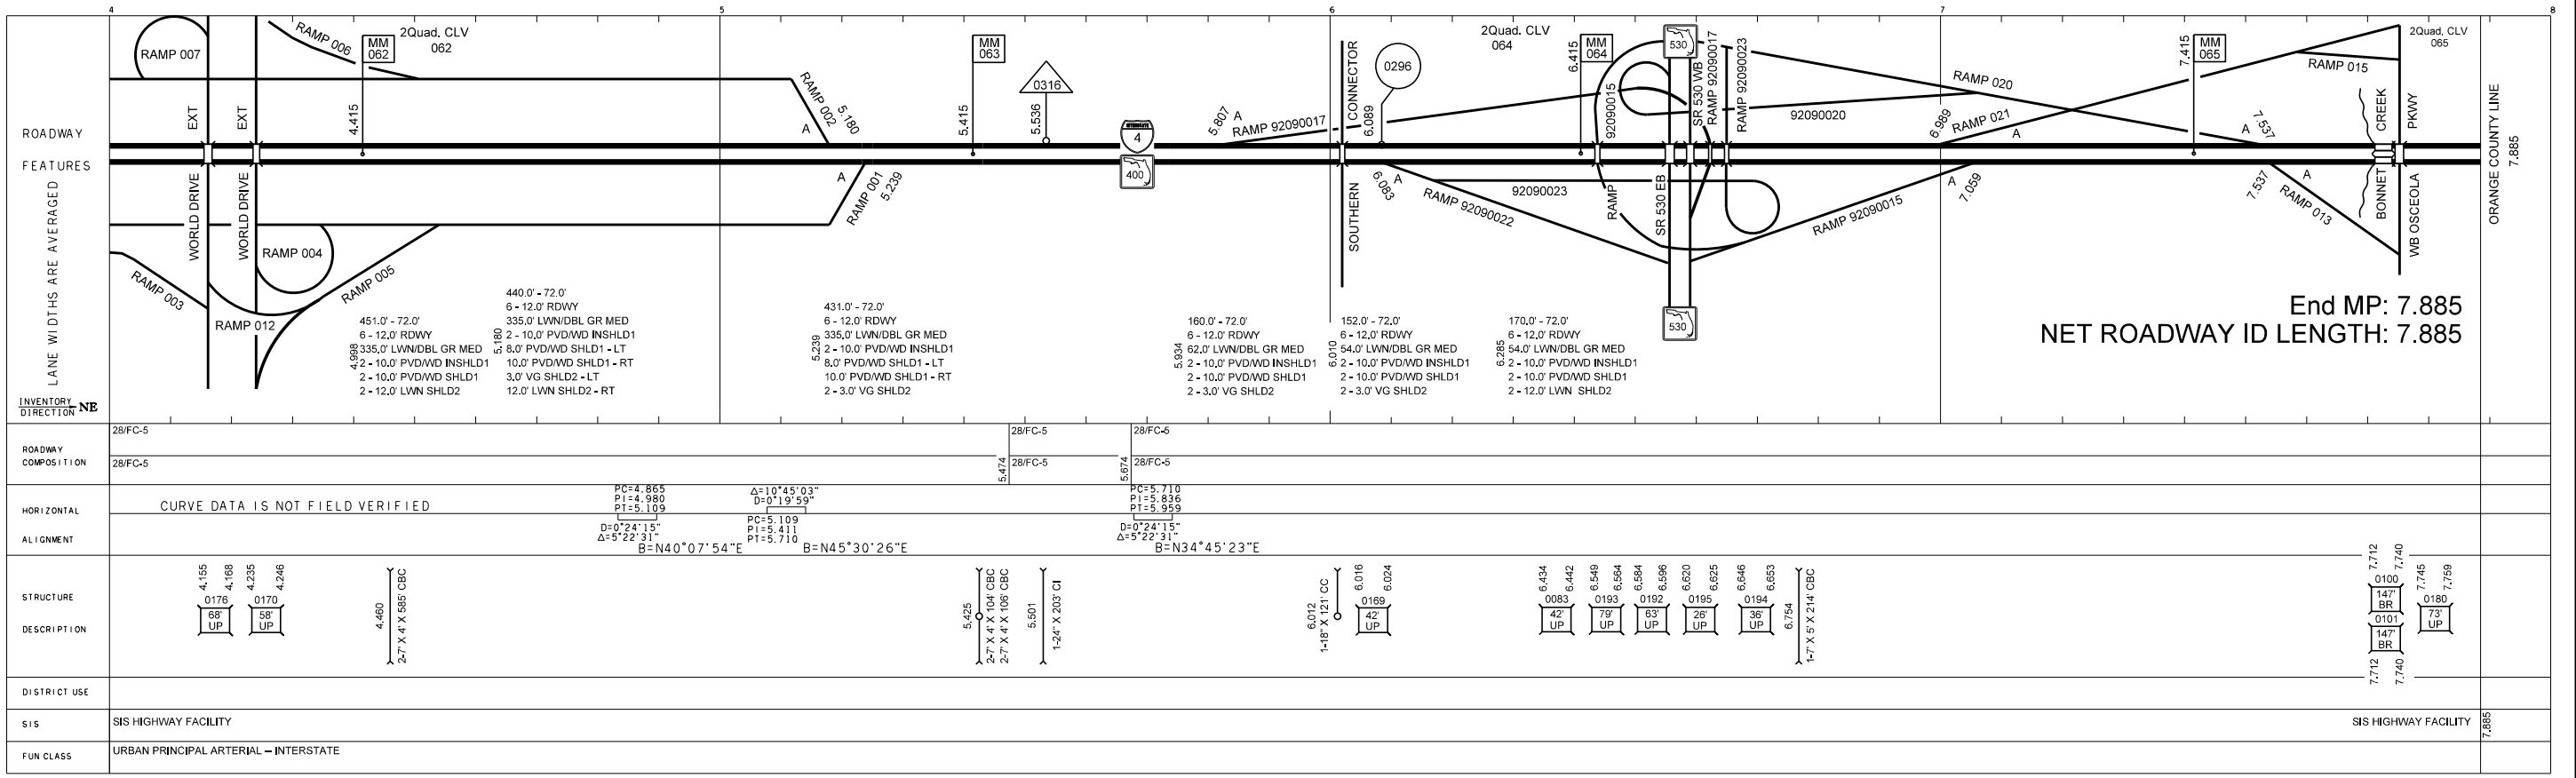 4
5
6
7
8
ROADWAY
FEATURES
LANE WIDTHS ARE AVERAGED
INVENTORY
DIRECTION NE
RAMP 007
RAMP 006
MM
062
2Quad, CLV
062
4.415
WORLD DRIVE EXT
WORLD DRIVE EXT
RAMP 003
RAMP 004
RAMP 005
RAMP 012
RAMP 002
5.180
A
A
RAMP 001
5.239
MM
063
5.415
0316
5.536
INTERSTATE
4
400
5.807
A
RAMP 92090017
SOUTHERN CONNECTOR
6.089
0296
2Quad. CLV
064
6.415
MM
064
6.083
A
RAMP 92090022
92090023
RAMP 92090015
530
SR 530 EB
SR 530 WB
RAMP 92090017
RAMP 92090023
530
92090020
RAMP 92090015
RAMP 020
6.989
RAMP 021
A
A
7.059
7.415
MM
065
A
7.537
7.537
A
RAMP 013
RAMP 015
2Quad, CLV
065
BONNET CREEK
WB OSCEOLA PKWY
ORANGE COUNTY LINE
7.885
4.998
451.0' - 72.0'
6 - 12.0' RDWY
335.0' LWN/DBL GR MED
2 - 10.0' PVD/WD INSHLD1
2 - 10.0' PVD/WD SHLD1
2 - 12.0' LWN SHLD2
5.180
440.0' - 72.0'
6 - 12.0' RDWY
335.0' LWN/DBL GR MED
2 - 10.0' PVD/WD INSHLD1
8.0' PVD/WD SHLD1 - LT
10.0' PVD/WD SHLD1 - RT
3.0' VG SHLD2 - LT
12.0' LWN SHLD2 - RT
5.239
431.0' - 72.0'
6 - 12.0' RDWY
335.0' LWN/DBL GR MED
2 - 10.0' PVD/WD INSHLD1
8.0' PVD/WD SHLD1 - LT
10.0' PVD/WD SHLD1 - RT
2 - 3.0' VG SHLD2
5.934
160.0' - 72.0'
6 - 12.0' RDWY
62.0' LWN/DBL GR MED
2 - 10.0' PVD/WD INSHLD1
2 - 10.0' PVD/WD SHLD1
2 - 3.0' VG SHLD2
6.010
152.0' - 72.0'
6 - 12.0' RDWY
54.0' LWN/DBL GR MED
2 - 10.0' PVD/WD INSHLD1
2 - 10.0' PVD/WD SHLD1
2 - 3.0' VG SHLD2
6.285
170.0' - 72.0'
6 - 12.0' RDWY
54.0' LWN/DBL GR MED
2 - 10.0' PVD/WD INSHLD1
2 - 10.0' PVD/WD SHLD1
2 - 12.0' LWN SHLD2
End MP: 7.885
NET ROADWAY ID LENGTH: 7.885
ROADWAY
COMPOSITION
28/FC-5
28/FC-5
5.474
28/FC-5
28/FC-5
5.674
28/FC-5
28/FC-5
HORIZONTAL
ALIGNMENT
CURVE DATA IS NOT FIELD VERIFIED
PC=4.865
PI=4.980
PT=5.109
D=0°24'15"
Δ=5°22'31"
B=N40°07'54"E
Δ=10°45'03"
D=0°19'59"
PC=5.109
PI=5.411
PT=5.710
B=N45°30'26"E
PC=5.710
PI=5.836
PT=5.959
D=0°24'15"
Δ=5°22'31"
B=N34°45'23"E
STRUCTURE
DESCRIPTION
4.155
4.168
0176
68'
UP
4.235
4.246
0170
58'
UP
4.460
2-7' X 4' X 585' CBC
5.425
2-7' X 4' X 104' CBC
2-7' X 4' X 106' CBC
5.501
1-24" X 203' CI
6.012
1-18" X 121' CC
6.016
6.024
0169
42'
UP
6.434
6.442
0083
42'
UP
6.549
6.564
0193
79'
UP
6.584
6.596
0192
63'
UP
6.620
6.625
0195
26'
UP
6.646
6.653
0194
36'
UP
6.754
1-7' X 5' X 214' CBC
7.712
7.740
0100
147'
BR
0101
147'
BR
7.712
7.740
7.745
7.759
0180
73'
UP
DISTRICT USE
SIS
SIS HIGHWAY FACILITY
SIS HIGHWAY FACILITY
7.885
FUN CLASS
URBAN PRINCIPAL ARTERIAL – INTERSTATE